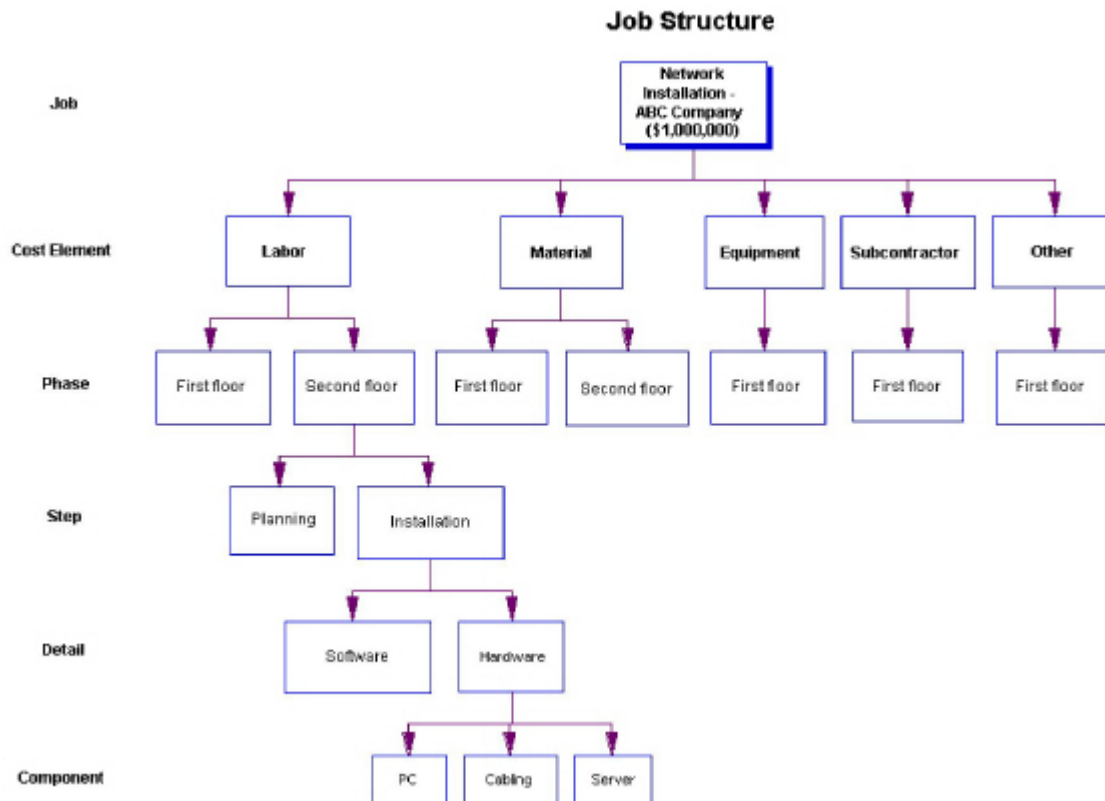 Job Structure
Job
Network
Installation -
ABC Company
($1,000,000)
Cost Element
Labor
Material
Equipment
Subcontractor
Other
Phase
First floor
Second floor
First floor
Second floor
First floor
First floor
First floor
Step
Planning
Installation
Detail
Software
Hardware
Component
PC
Cabling
Server